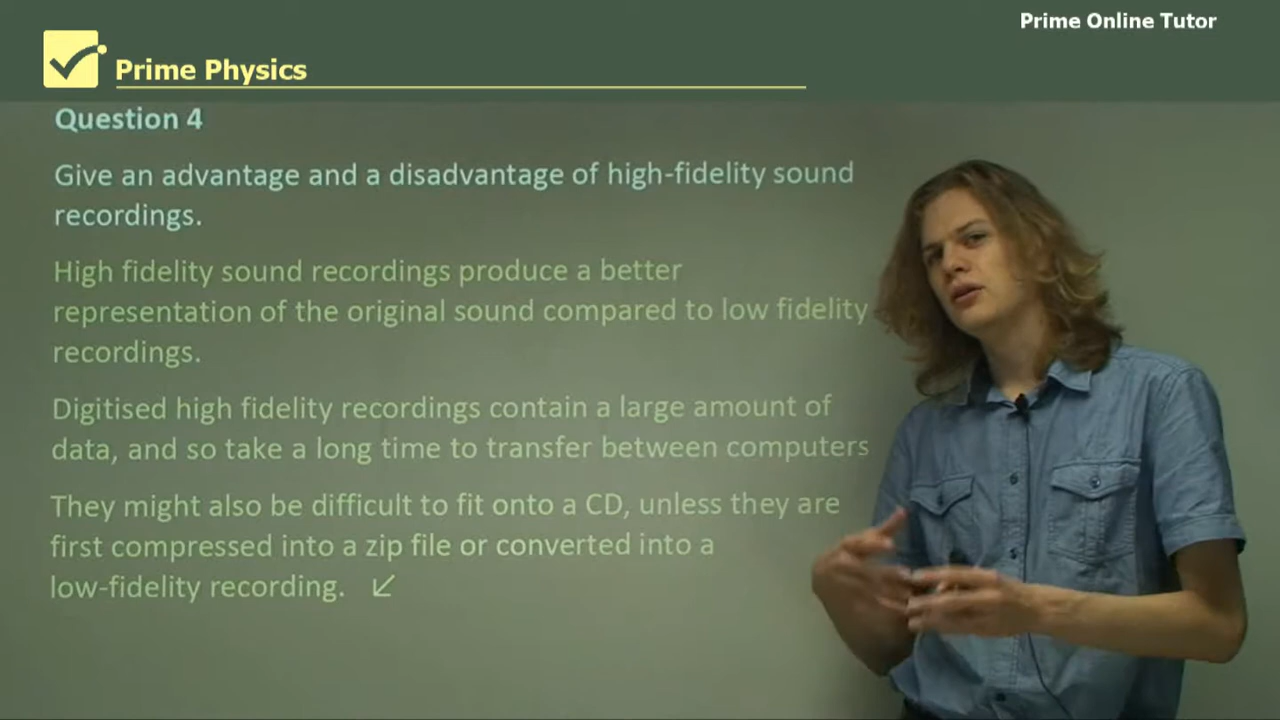 Prime Online Tutor
Prime Physics
Question 4
Give an advantage and a disadvantage of high-fidelity sound
recordings.
High fidelity sound recordings produce a better
representation of the original sound compared to low fidelity
recordings.
Digitised high fidelity recordings contain a large amount of
data, and so take a long time to transfer between computers
They might also be difficult to fit onto a CD, unless they are
first compressed into a zip file or converted into a
low-fidelity recording.